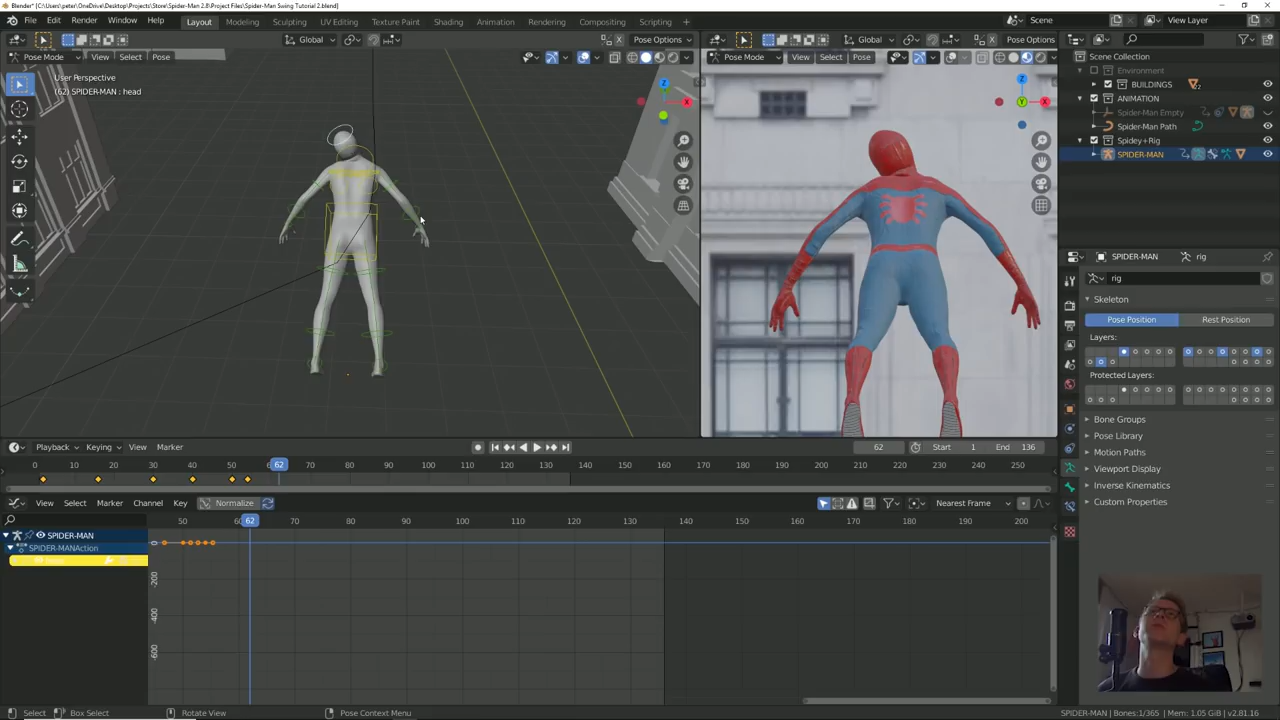 Blender* [C:\Users\peter\OneDrive\Desktop\Projects\Store\Spider-Man 2.8\Project Files\Spider-Man Swing Tutorial 2.blend]
File Edit Render Window Help Layout Modeling Sculpting UV Editing Texture Paint Shading Animation Rendering Compositing Scripting Scene View Layer
Global Pose Options Global Pose Options
Pose Mode View Select Pose Pose Mode View Select Pose
User Perspective
(62) SPIDER-MAN : head
Z X Y Z X
Scene Collection
Environment
BUILDINGS
ANIMATION
Spider-Man Empty
Spider-Man Path
Spidey+Rig
SPIDER-MAN
SPIDER-MAN rig
rig
Skeleton
Pose Position Rest Position
Layers:
Protected Layers:
Bone Groups
Pose Library
Motion Paths
Viewport Display
Inverse Kinematics
Custom Properties
Playback Keying View Marker 62 Start 1 End 136
0 10 20 30 40 50 62 70 80 90 100 110 120 130 140 150 160 170 180 190 200 210 220 230 240 250
View Select Marker Channel Key Normalize Nearest Frame
50 62 70 80 90 100 110 120 130 140 150 160 170 180 190 200
SPIDER-MAN
SPIDER-MANAction
0
-200
-400
-600
Select Box Select Rotate View Pose Context Menu SPIDER-MAN | Bones:1/365 | Mem: 1.05 GiB | v2.81.16